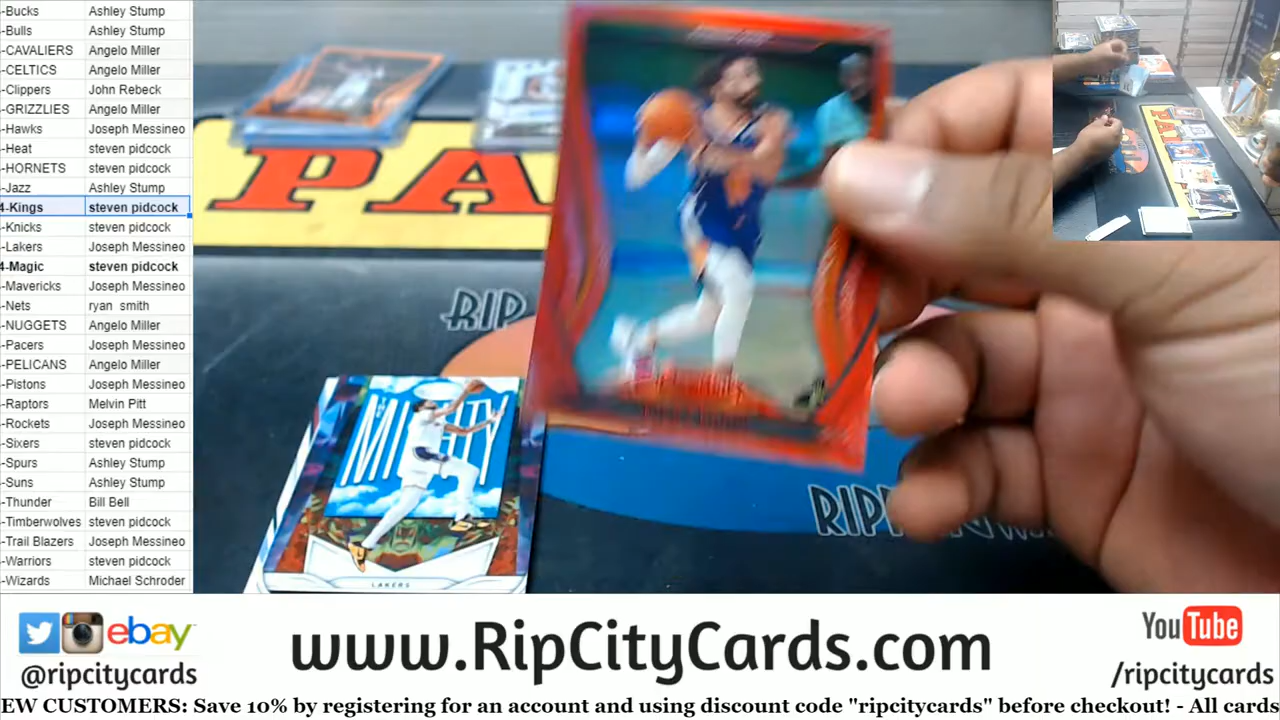 -Bucks Ashley Stump
-Bulls Ashley Stump
-CAVALIERS Angelo Miller
-CELTICS Angelo Miller
-Clippers John Rebeck
-GRIZZLIES Angelo Miller
-Hawks Joseph Messineo
-Heat steven pidcock
-HORNETS steven pidcock
-Jazz Ashley Stump
4-Kings steven pidcock
-Knicks steven pidcock
-Lakers Joseph Messineo
4-Magic steven pidcock
-Mavericks Joseph Messineo
-Nets ryan smith
-NUGGETS Angelo Miller
-Pacers Joseph Messineo
-PELICANS Angelo Miller
-Pistons Joseph Messineo
-Raptors Melvin Pitt
-Rockets Joseph Messineo
-Sixers steven pidcock
-Spurs Ashley Stump
-Suns Ashley Stump
-Thunder Bill Bell
-Timberwolves steven pidcock
-Trail Blazers Joseph Messineo
-Warriors steven pidcock
-Wizards Michael Schroder
PA
PA
RIP
MIGHTY
LAKERS
ebay
@ripcitycards
www.RipCityCards.com
YouTube
/ripcitycards
EW CUSTOMERS: Save 10% by registering for an account and using discount code "ripcitycards" before checkout! - All cards